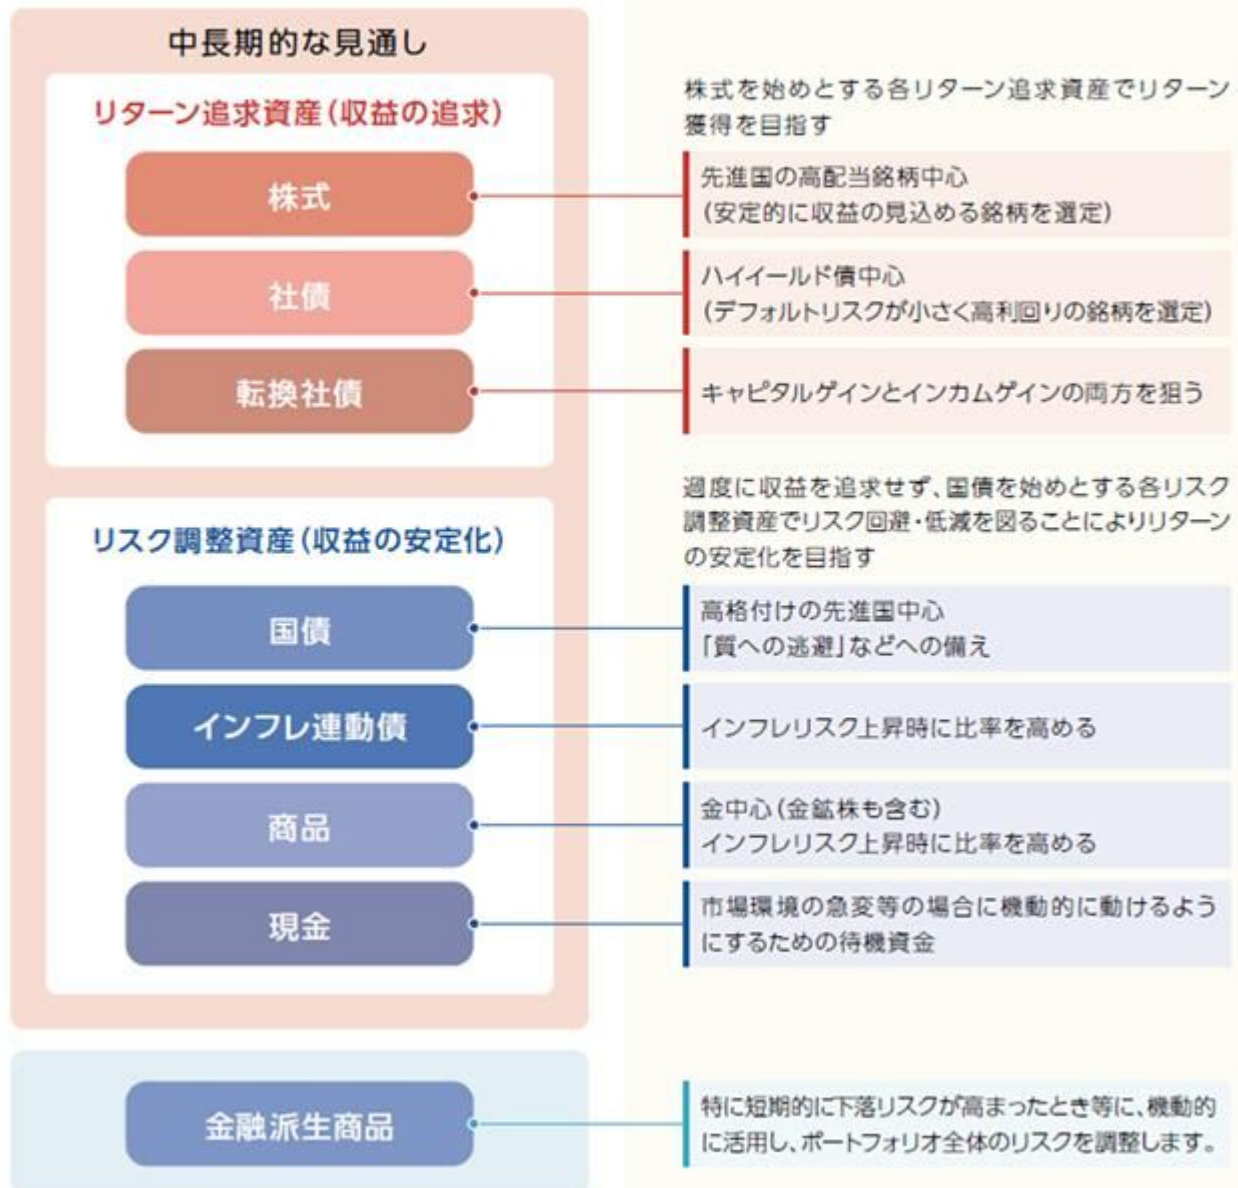 中長期的な見通し
リターン追求資産(収益の追求)
株式を始めとする各リターン追求資産でリターン
獲得を目指す
株式
先進国の高配当銘柄中心
(安定的に収益の見込める銘柄を選定)
社債
ハイイールド債中心
(デフォルトリスクが小さく高利回りの銘柄を選定)
転換社債
キャピタルゲインとインカムゲインの両方を狙う
リスク調整資産(収益の安定化)
過度に収益を追求せず、国債を始めとする各リスク
調整資産でリスク回避・低減を図ることによりリターン
の安定化を目指す
国債
高格付けの先進国中心
「質への逃避」などへの備え
インフレ連動債
インフレリスク上昇時に比率を高める
商品
金中心(金鉱株も含む)
インフレリスク上昇時に比率を高める
現金
市場環境の急変等の場合に機動的に動けるよう
にするための待機資金
金融派生商品
特に短期的に下落リスクが高まったとき等に、機動的
に活用し、ポートフォリオ全体のリスクを調整します。